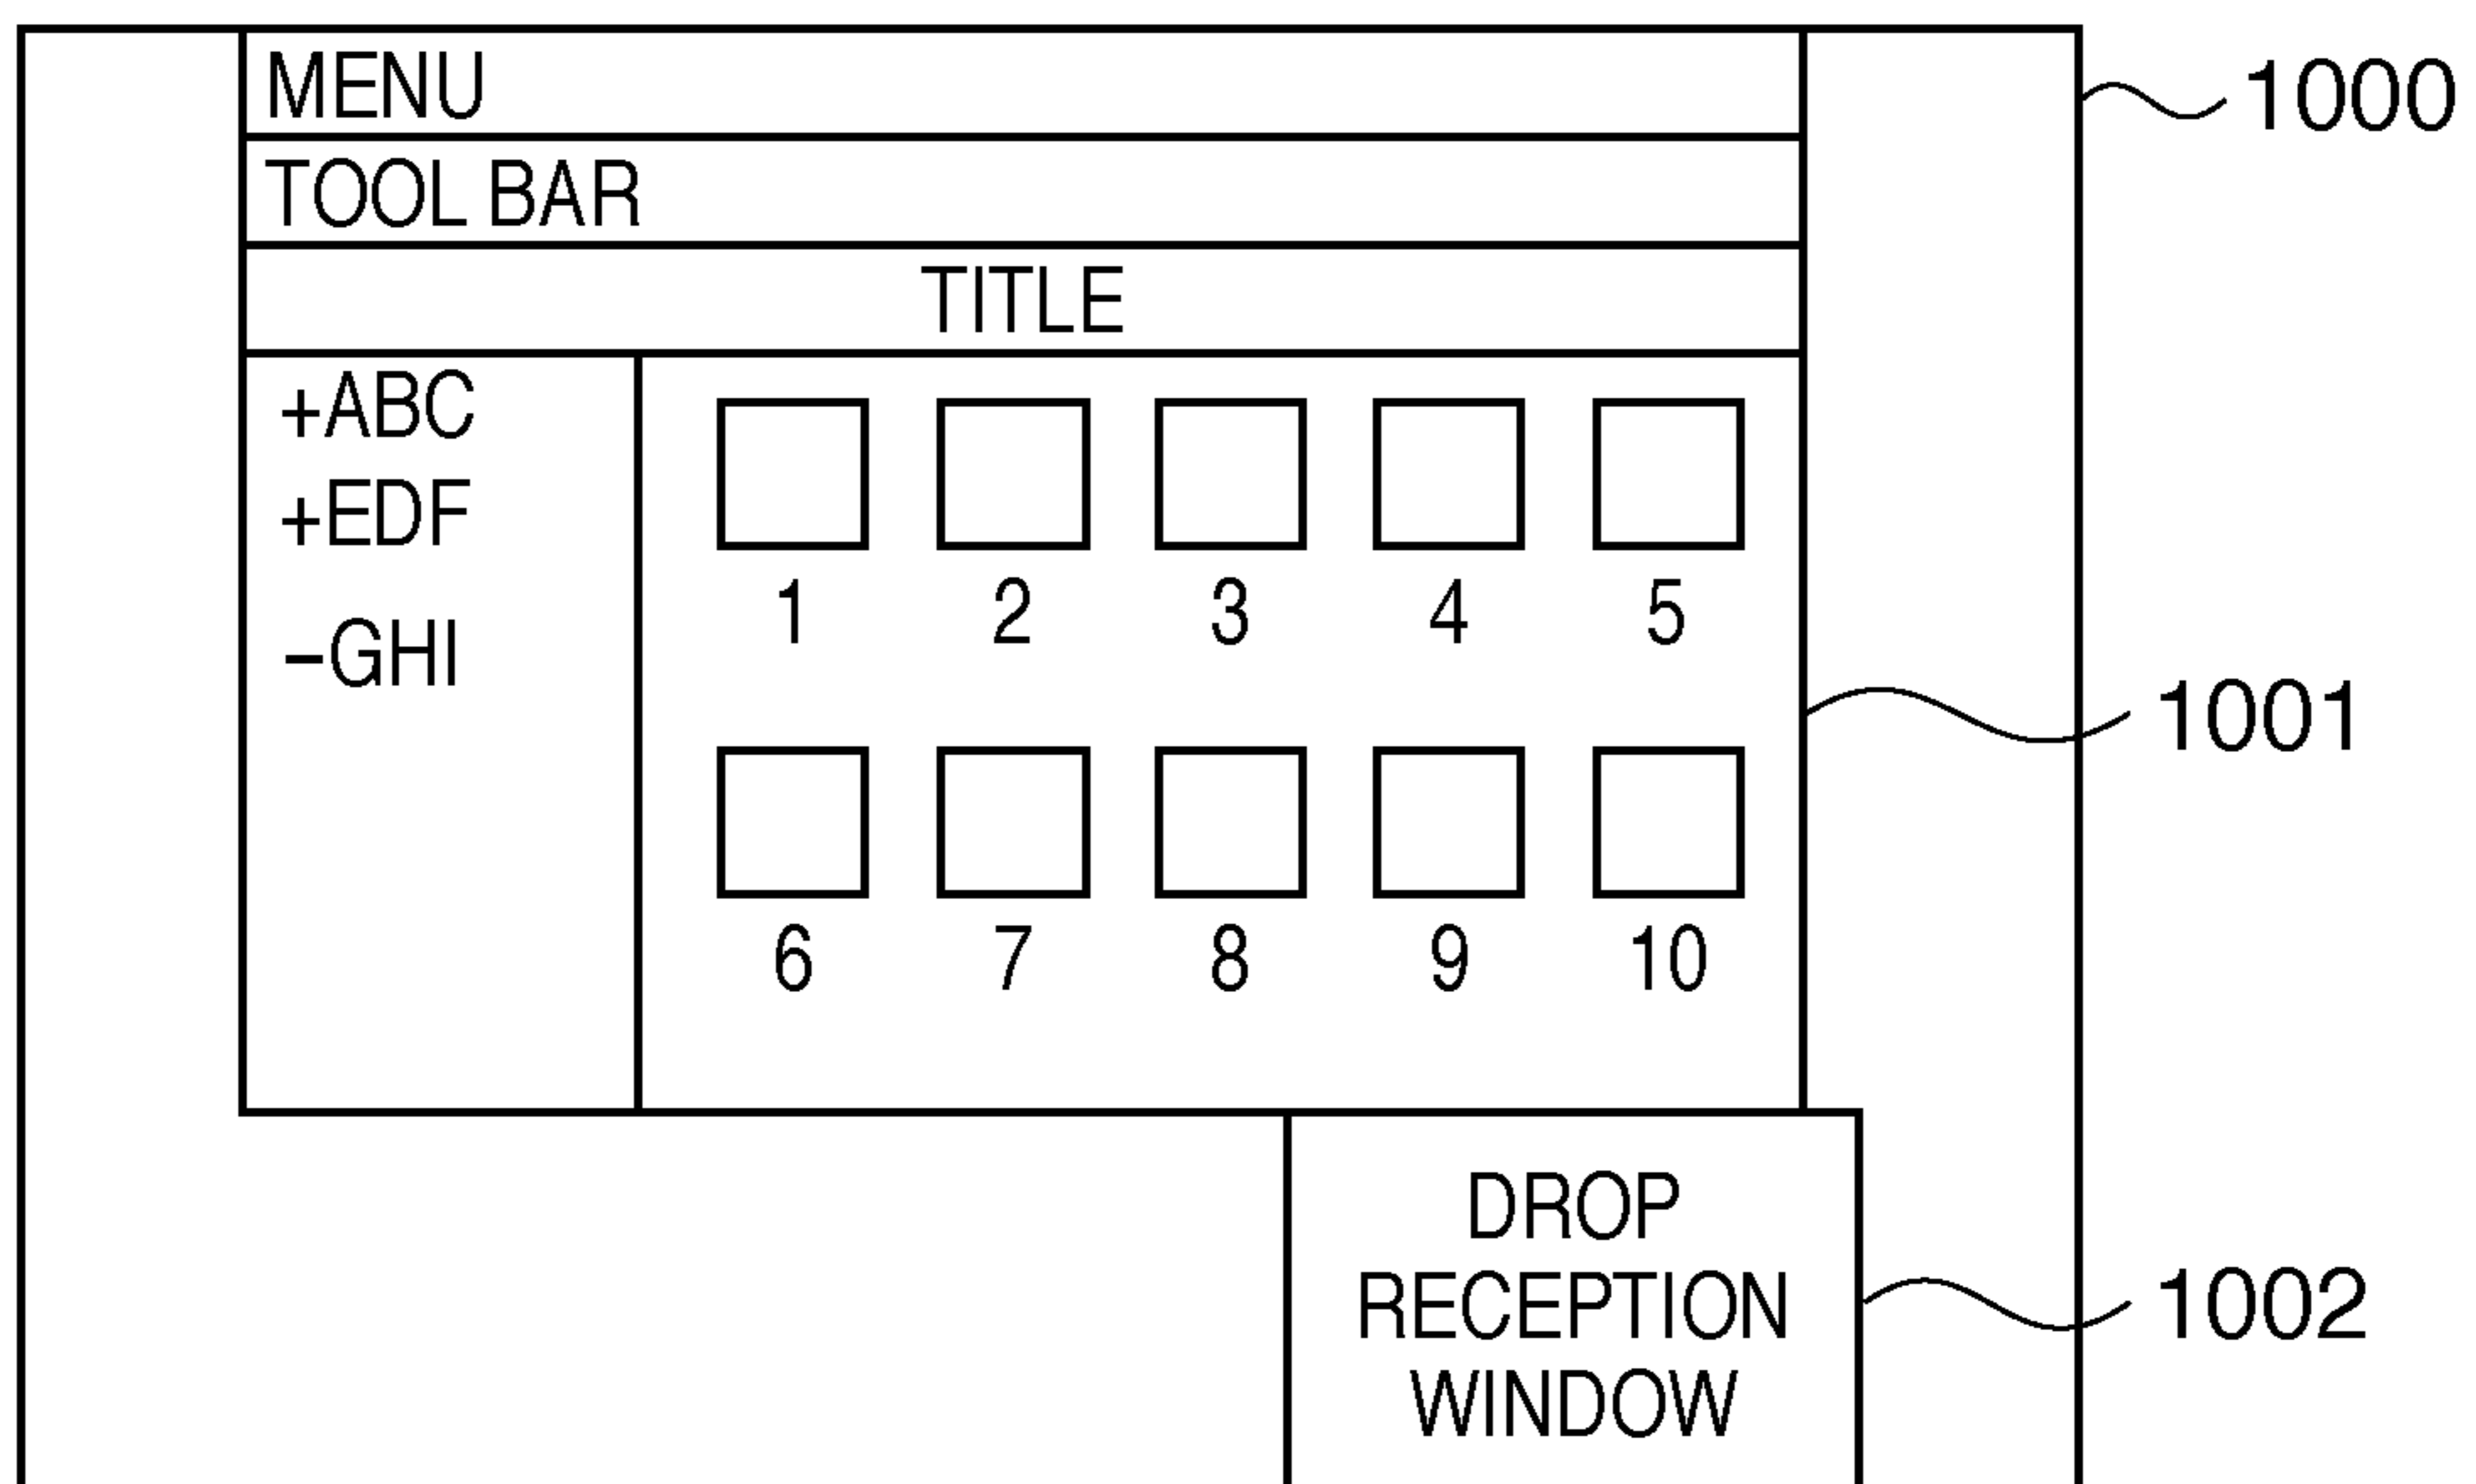 MENU
1000
TOOL BAR
TITLE
+ABC
+EDF
1 2 3 4 5
–GHI
1001
6 7 8 9 10
DROP
RECEPTION
1002
WINDOW